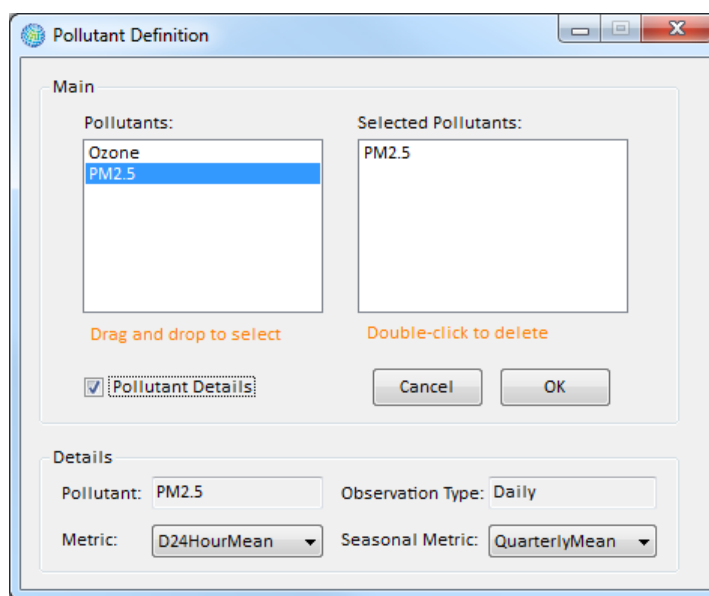 Pollutant Definition
Main
Pollutants:
Selected Pollutants:
Ozone
PM2.5
PM2.5
Drag and drop to select
Double-click to delete
Pollutant Details
Cancel
OK
Details
Pollutant: PM2.5
Observation Type: Daily
Metric: D24HourMean
Seasonal Metric: QuarterlyMean